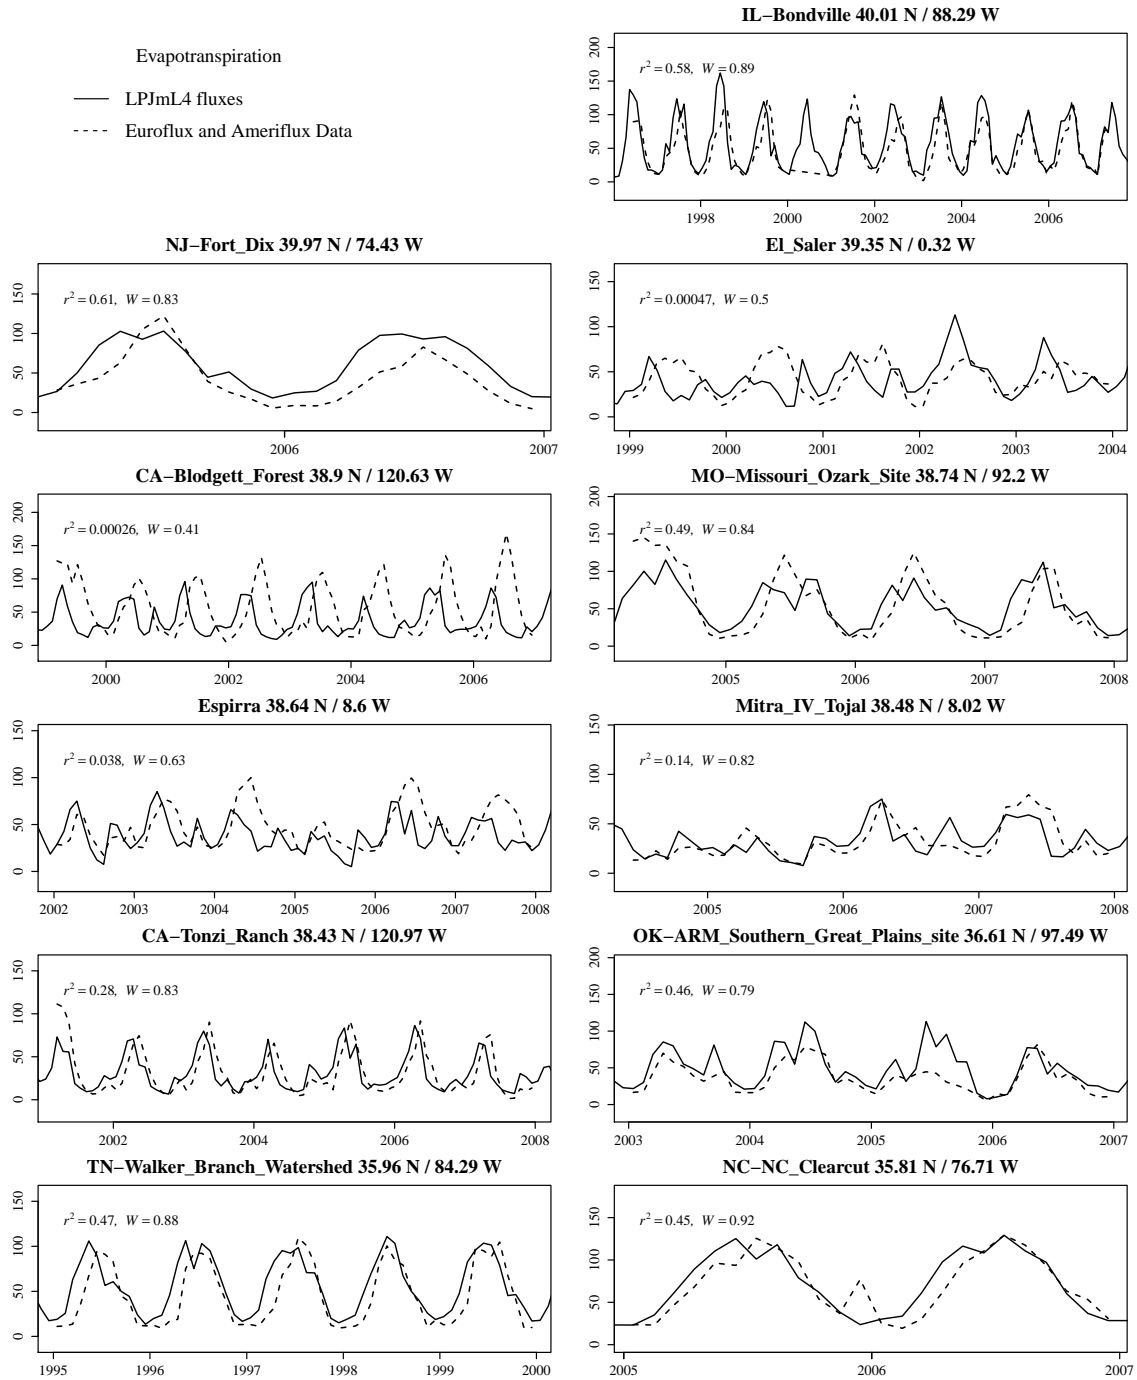 Evapotranspiration
LPJmL4 fluxes
Euroflux and Ameriflux Data
IL−Bondville 40.01 N / 88.29 W
r² = 0.58, W = 0.89
0 50 100 150 200
1998 2000 2002 2004 2006
NJ−Fort_Dix 39.97 N / 74.43 W
r² = 0.61, W = 0.83
0 50 100 150
2006 2007
El_Saler 39.35 N / 0.32 W
r² = 0.00047, W = 0.5
0 50 100 150
1999 2000 2001 2002 2003 2004
CA−Blodgett_Forest 38.9 N / 120.63 W
r² = 0.00026, W = 0.41
0 50 100 150 200
2000 2002 2004 2006
MO−Missouri_Ozark_Site 38.74 N / 92.2 W
r² = 0.49, W = 0.84
0 50 100 150 200
2005 2006 2007 2008
Espirra 38.64 N / 8.6 W
r² = 0.038, W = 0.63
0 50 100 150
2002 2003 2004 2005 2006 2007 2008
Mitra_IV_Tojal 38.48 N / 8.02 W
r² = 0.14, W = 0.82
0 50 100 150
2005 2006 2007 2008
CA−Tonzi_Ranch 38.43 N / 120.97 W
r² = 0.28, W = 0.83
0 50 100 150
2002 2004 2006 2008
OK−ARM_Southern_Great_Plains_site 36.61 N / 97.49 W
r² = 0.46, W = 0.79
0 50 100 150 200
2003 2004 2005 2006 2007
TN−Walker_Branch_Watershed 35.96 N / 84.29 W
r² = 0.47, W = 0.88
0 50 100 150
1995 1996 1997 1998 1999 2000
NC−NC_Clearcut 35.81 N / 76.71 W
r² = 0.45, W = 0.92
0 50 100 150
2005 2006 2007